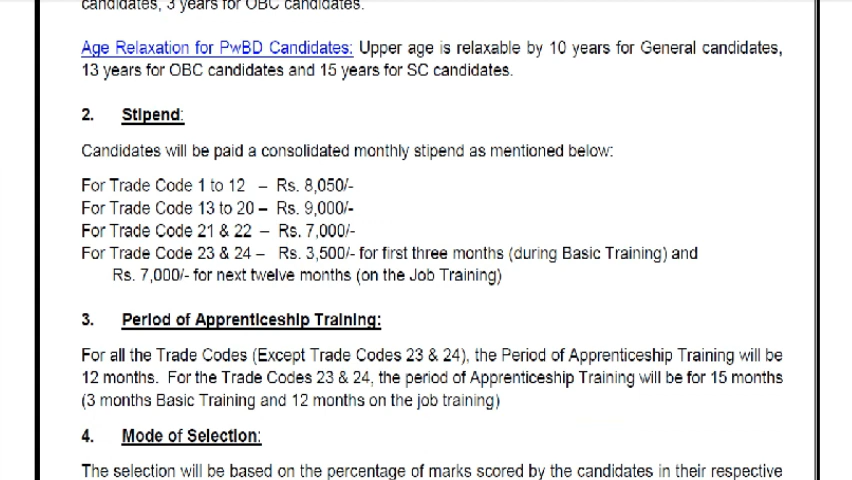 candidates, 3 years for OBC candidates.
Age Relaxation for PwBD Candidates: Upper age is relaxable by 10 years for General candidates,
13 years for OBC candidates and 15 years for SC candidates.
2. Stipend:
Candidates will be paid a consolidated monthly stipend as mentioned below:
For Trade Code 1 to 12 – Rs. 8,050/-
For Trade Code 13 to 20 – Rs. 9,000/-
For Trade Code 21 & 22 – Rs. 7,000/-
For Trade Code 23 & 24 – Rs. 3,500/- for first three months (during Basic Training) and
Rs. 7,000/- for next twelve months (on the Job Training)
3. Period of Apprenticeship Training:
For all the Trade Codes (Except Trade Codes 23 & 24), the Period of Apprenticeship Training will be
12 months. For the Trade Codes 23 & 24, the period of Apprenticeship Training will be for 15 months
(3 months Basic Training and 12 months on the job training)
4. Mode of Selection:
The selection will be based on the percentage of marks scored by the candidates in their respective